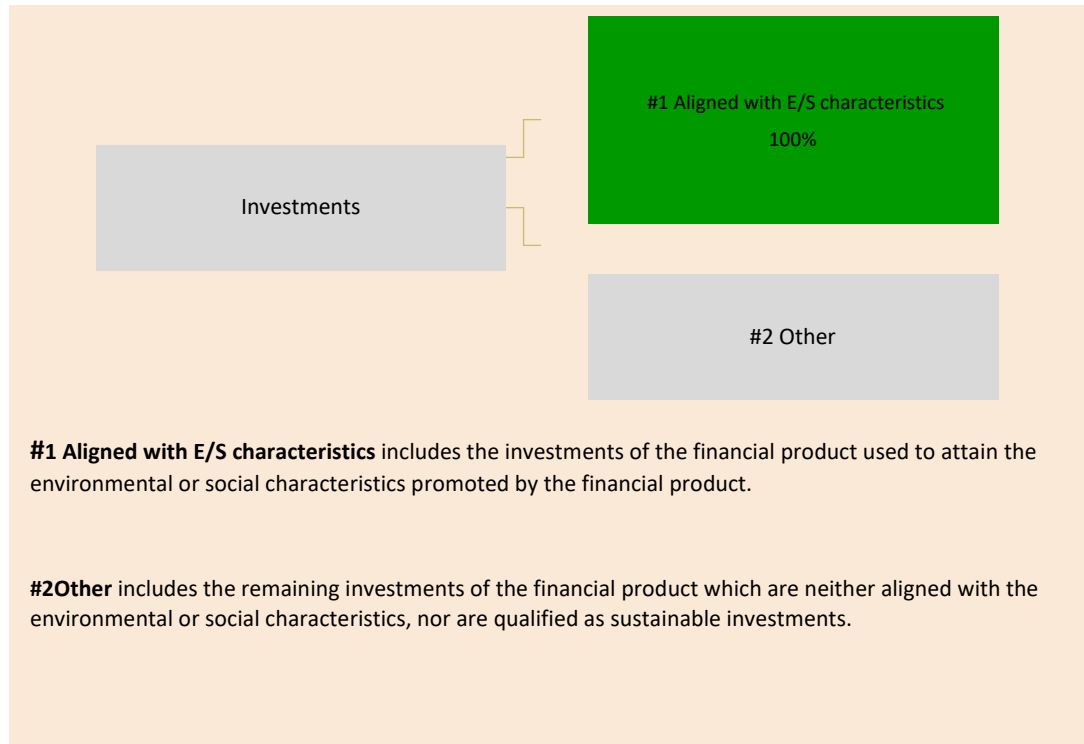 #1 Aligned with E/S characteristics
100%
Investments
#2 Other
#1 Aligned with E/S characteristics includes the investments of the financial product used to attain the
environmental or social characteristics promoted by the financial product.
#2Other includes the remaining investments of the financial product which are neither aligned with the
environmental or social characteristics, nor are qualified as sustainable investments.